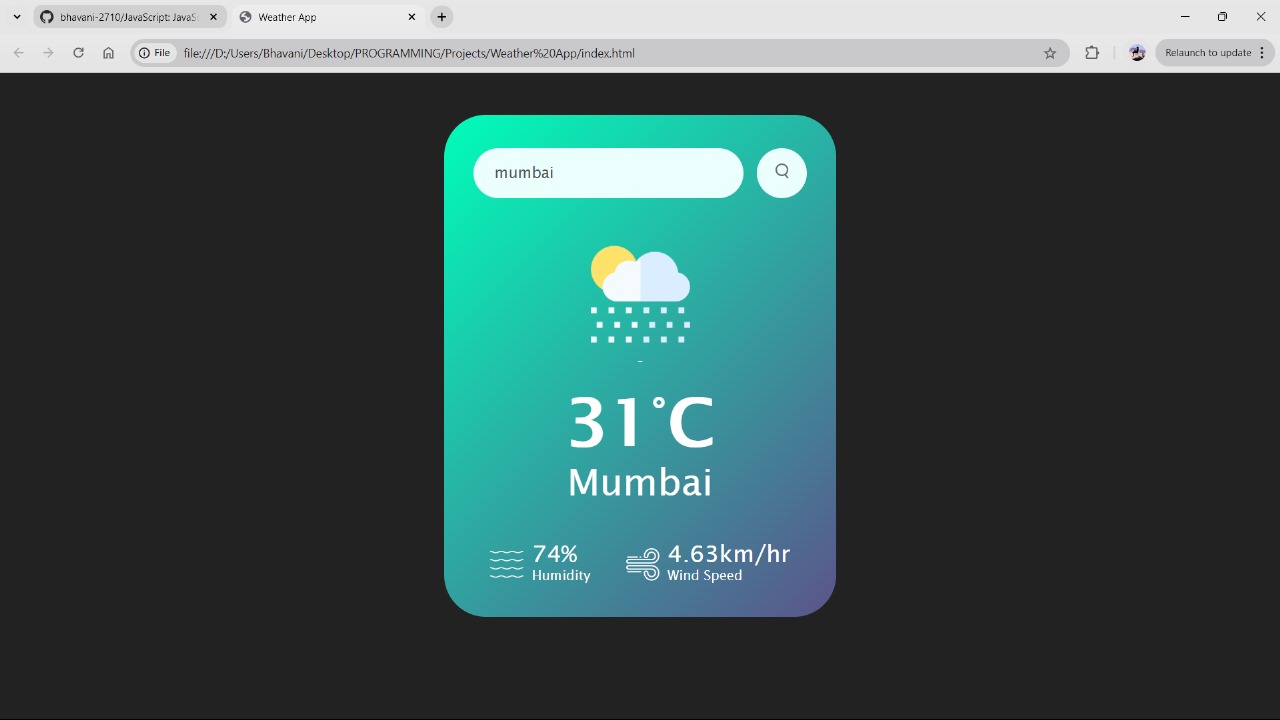 bhavani-2710/JavaScript: JavaS
Weather App
File
file:///D:/Users/Bhavani/Desktop/PROGRAMMING/Projects/Weather%20App/index.html
Relaunch to update
mumbai
31°C
Mumbai
74%
Humidity
4.63km/hr
Wind Speed